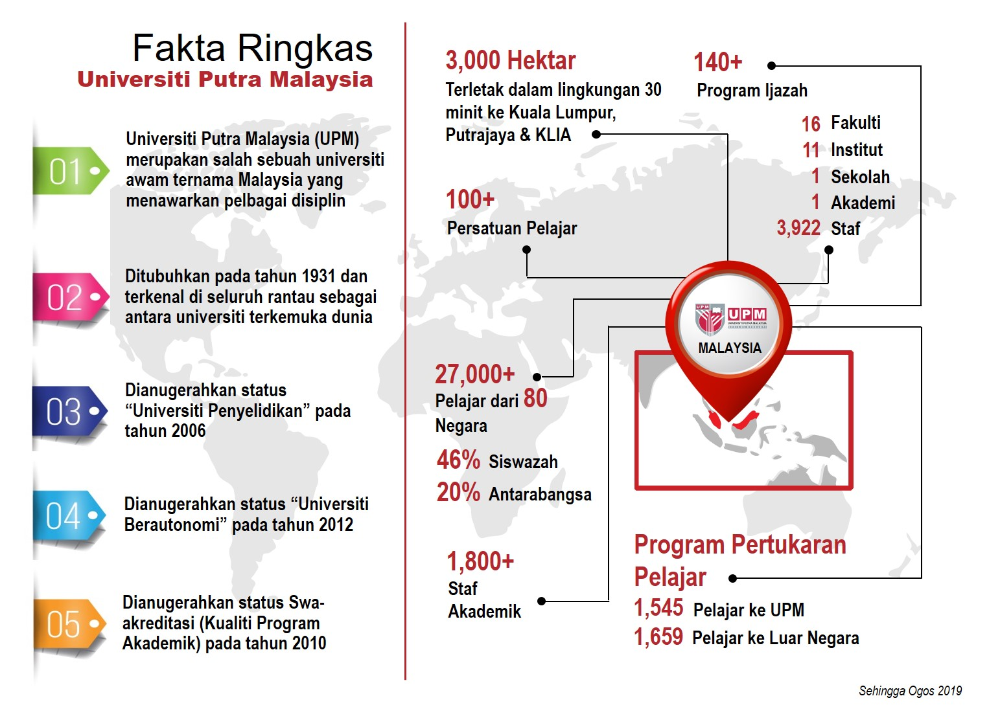 Fakta Ringkas
Universiti Putra Malaysia
01
Universiti Putra Malaysia (UPM)
merupakan salah sebuah universiti
awam ternama Malaysia yang
menawarkan pelbagai disiplin
02
Ditubuhkan pada tahun 1931 dan
terkenal di seluruh rantau sebagai
antara universiti terkemuka dunia
03
Dianugerahkan status
“Universiti Penyelidikan” pada
tahun 2006
04
Dianugerahkan status “Universiti
Berautonomi” pada tahun 2012
05
Dianugerahkan status Swa-
akreditasi (Kualiti Program
Akademik) pada tahun 2010
3,000 Hektar
Terletak dalam lingkungan 30
minit ke Kuala Lumpur,
Putrajaya & KLIA
140+
Program Ijazah
16 Fakulti
11 Institut
1 Sekolah
1 Akademi
3,922 Staf
100+
Persatuan Pelajar
UPM
UPM
UNIVERSITI PUTRA MALAYSIA
MALAYSIA
27,000+
Pelajar dari 80
Negara
46% Siswazah
20% Antarabangsa
1,800+
Staf
Akademik
Program Pertukaran
Pelajar
1,545 Pelajar ke UPM
1,659 Pelajar ke Luar Negara
Sehingga Ogos 2019